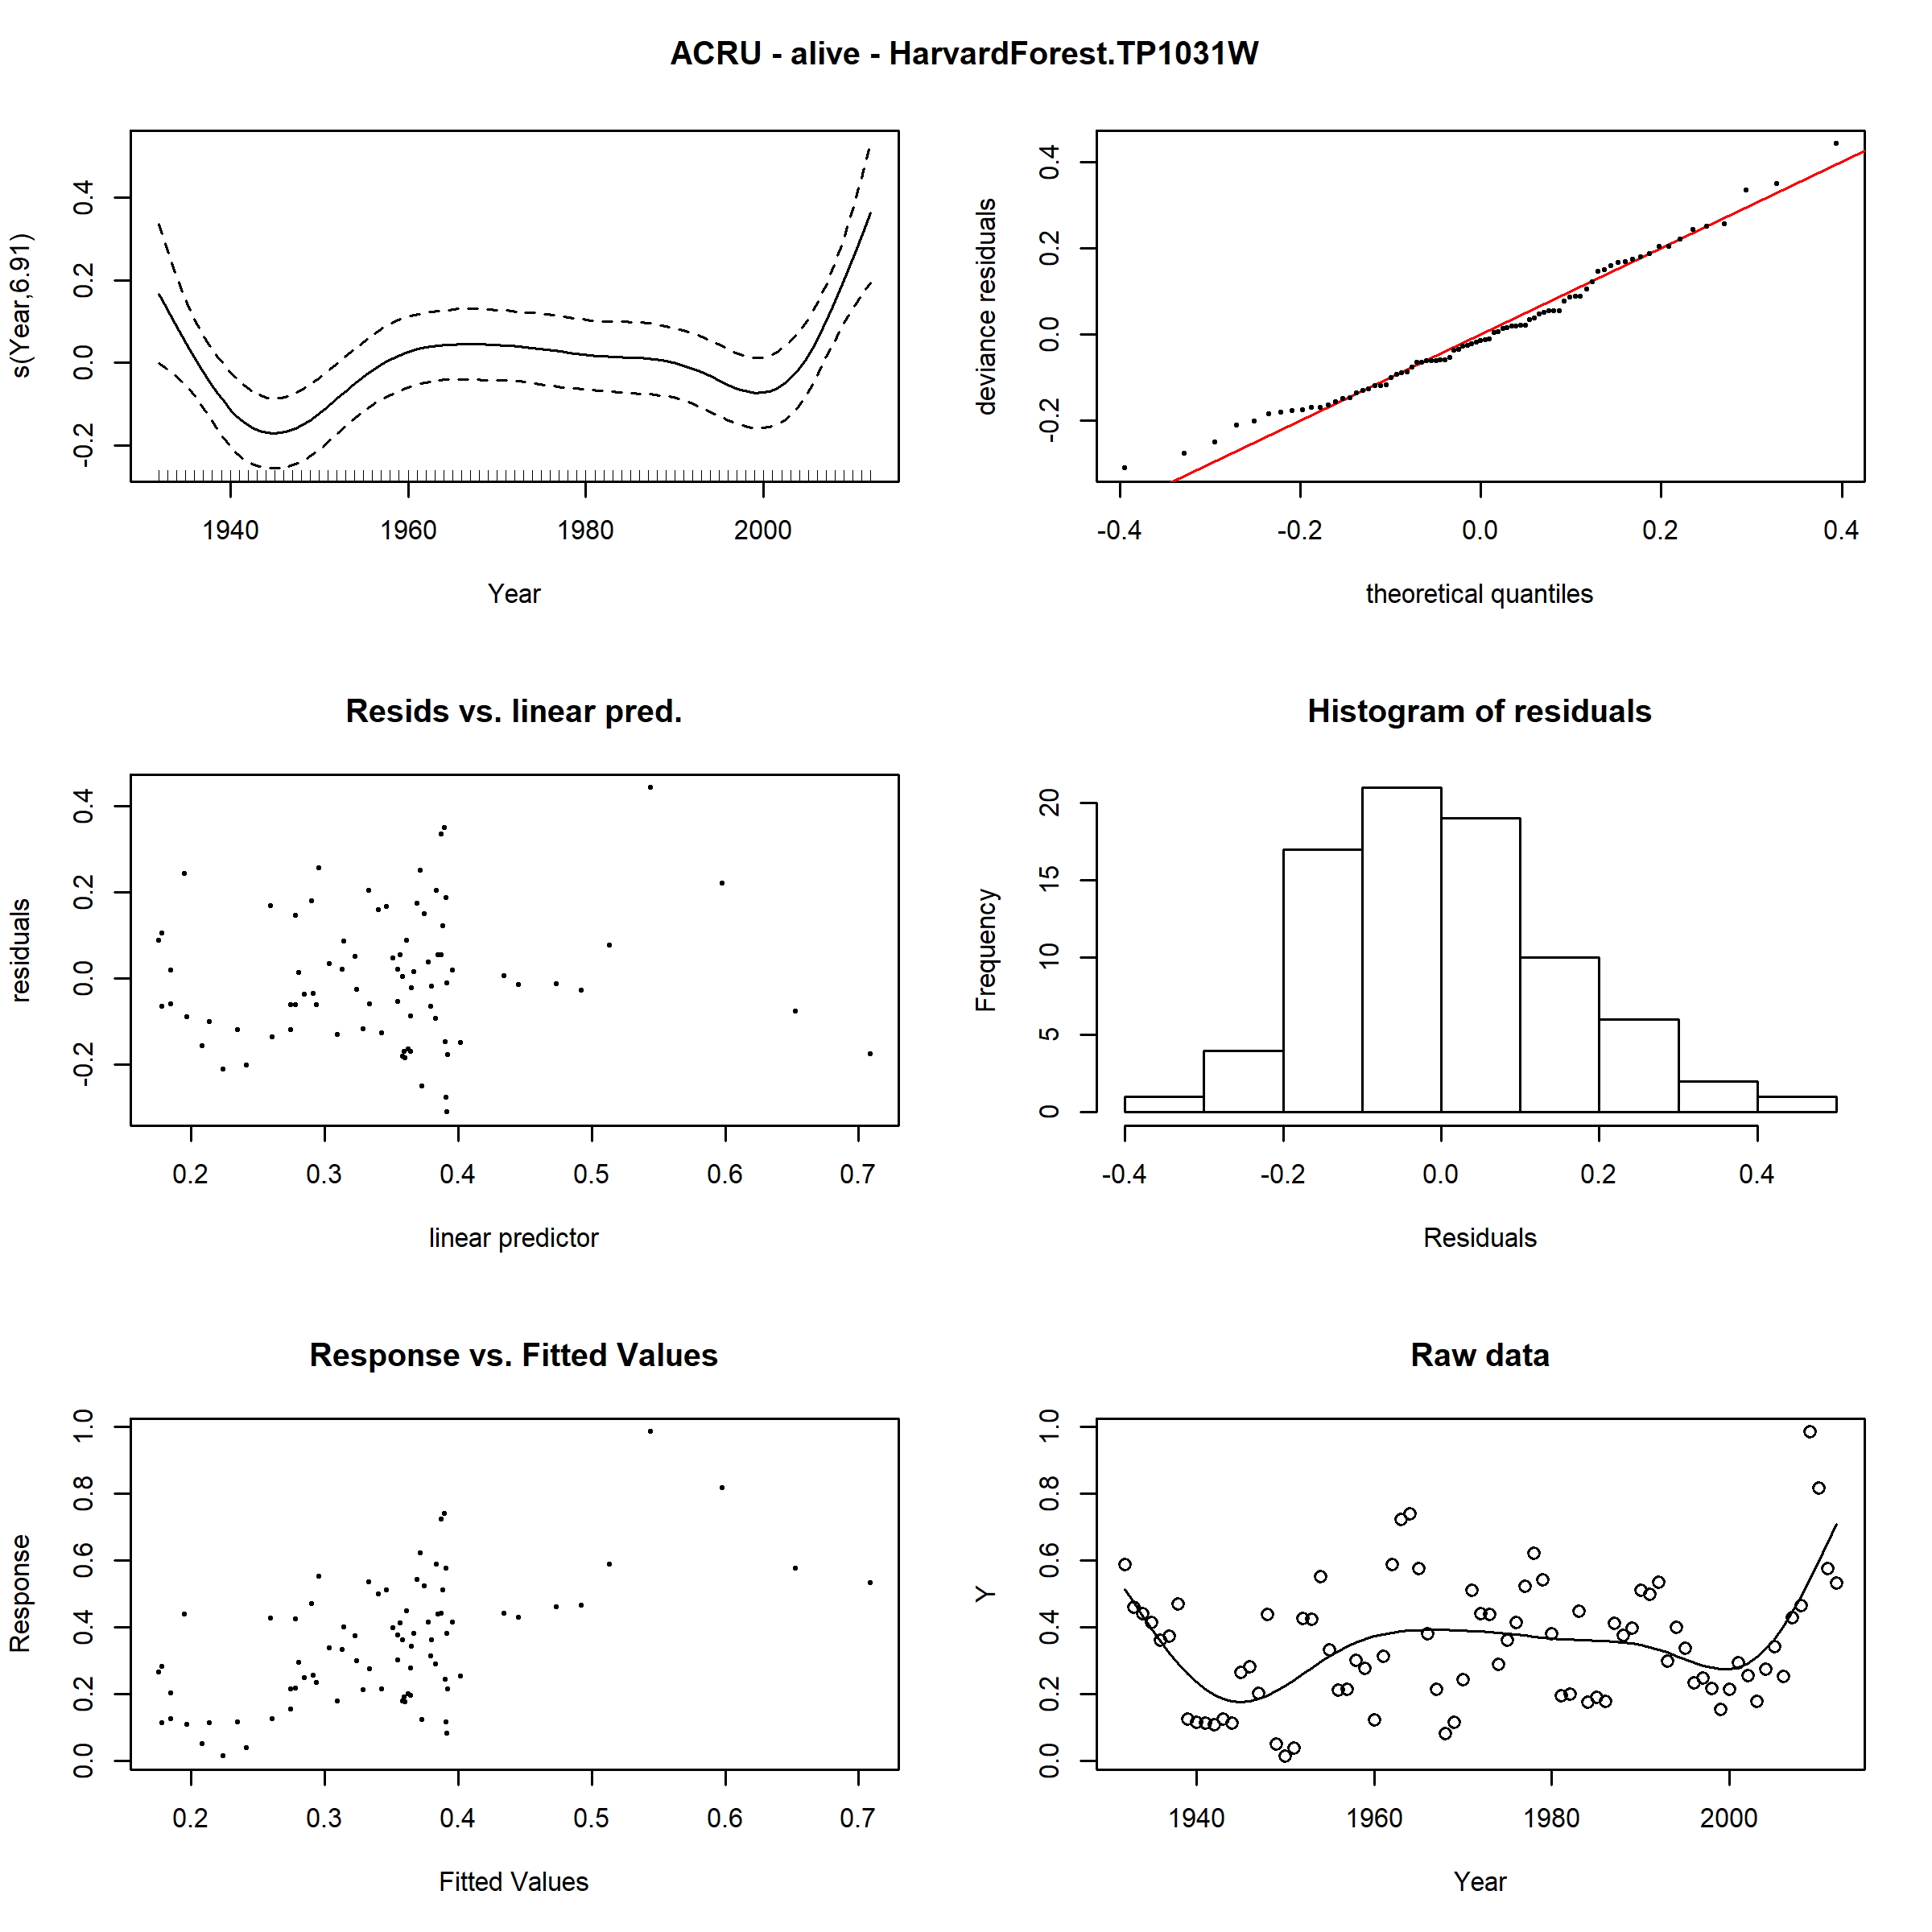 ACRU - alive - HarvardForest.TP1031W
s(Year,6.91)
-0.2 0.0 0.2 0.4
1940 1960 1980 2000
Year
deviance residuals
-0.2 0.0 0.2 0.4
-0.4 -0.2 0.0 0.2 0.4
theoretical quantiles
Resids vs. linear pred.
residuals
-0.2 0.0 0.2 0.4
0.2 0.3 0.4 0.5 0.6 0.7
linear predictor
Histogram of residuals
Frequency
0 5 10 15 20
-0.4 -0.2 0.0 0.2 0.4
Residuals
Response vs. Fitted Values
Response
0.0 0.2 0.4 0.6 0.8 1.0
0.2 0.3 0.4 0.5 0.6 0.7
Fitted Values
Raw data
Y
0.0 0.2 0.4 0.6 0.8 1.0
1940 1960 1980 2000
Year